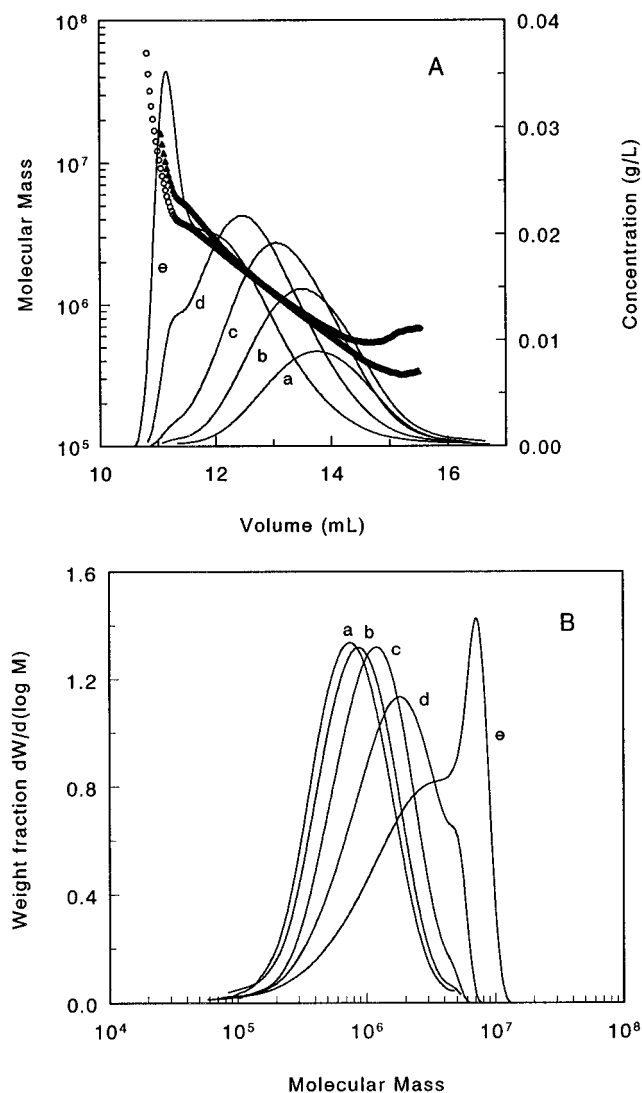 10⁸
0.04
A
10⁷
0.03
Molecular Mass
Concentration (g/L)
e
d
0.02
10⁶
c
b
0.01
a
10⁵
0.00
10 12 14 16
Volume (mL)
1.6
B
a b
c
1.2
d
e
Weight fraction dW/d(log M)
0.8
0.4
0.0
10⁴ 10⁵ 10⁶ 10⁷ 10⁸
Molecular Mass